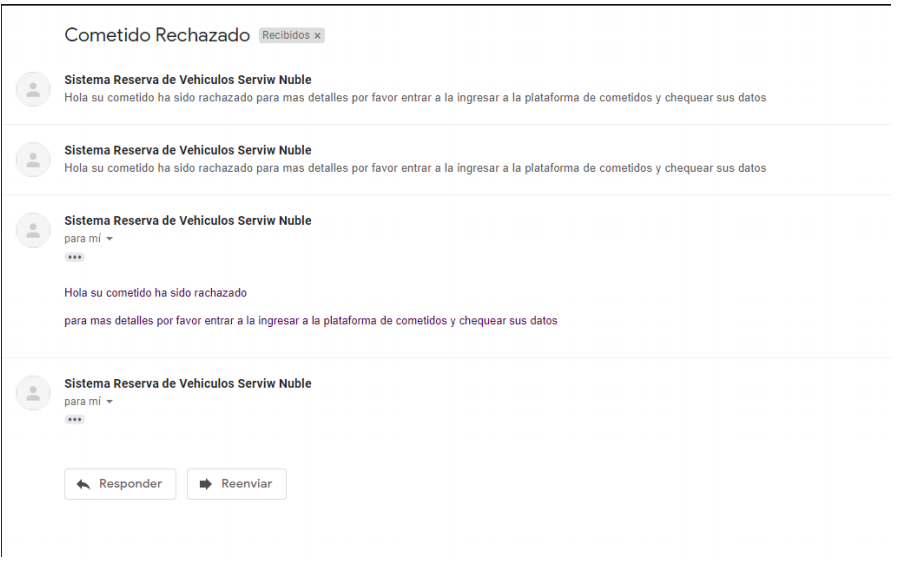 Cometido Rechazado Recibidos x
Sistema Reserva de Vehiculos Serviw Nuble
Hola su cometido ha sido rachazado para mas detalles por favor entrar a la ingresar a la plataforma de cometidos y chequear sus datos
Sistema Reserva de Vehiculos Serviw Nuble
Hola su cometido ha sido rachazado para mas detalles por favor entrar a la ingresar a la plataforma de cometidos y chequear sus datos
Sistema Reserva de Vehiculos Serviw Nuble
para mí
Hola su cometido ha sido rachazado
para mas detalles por favor entrar a la ingresar a la plataforma de cometidos y chequear sus datos
Sistema Reserva de Vehiculos Serviw Nuble
para mí
Responder Reenviar